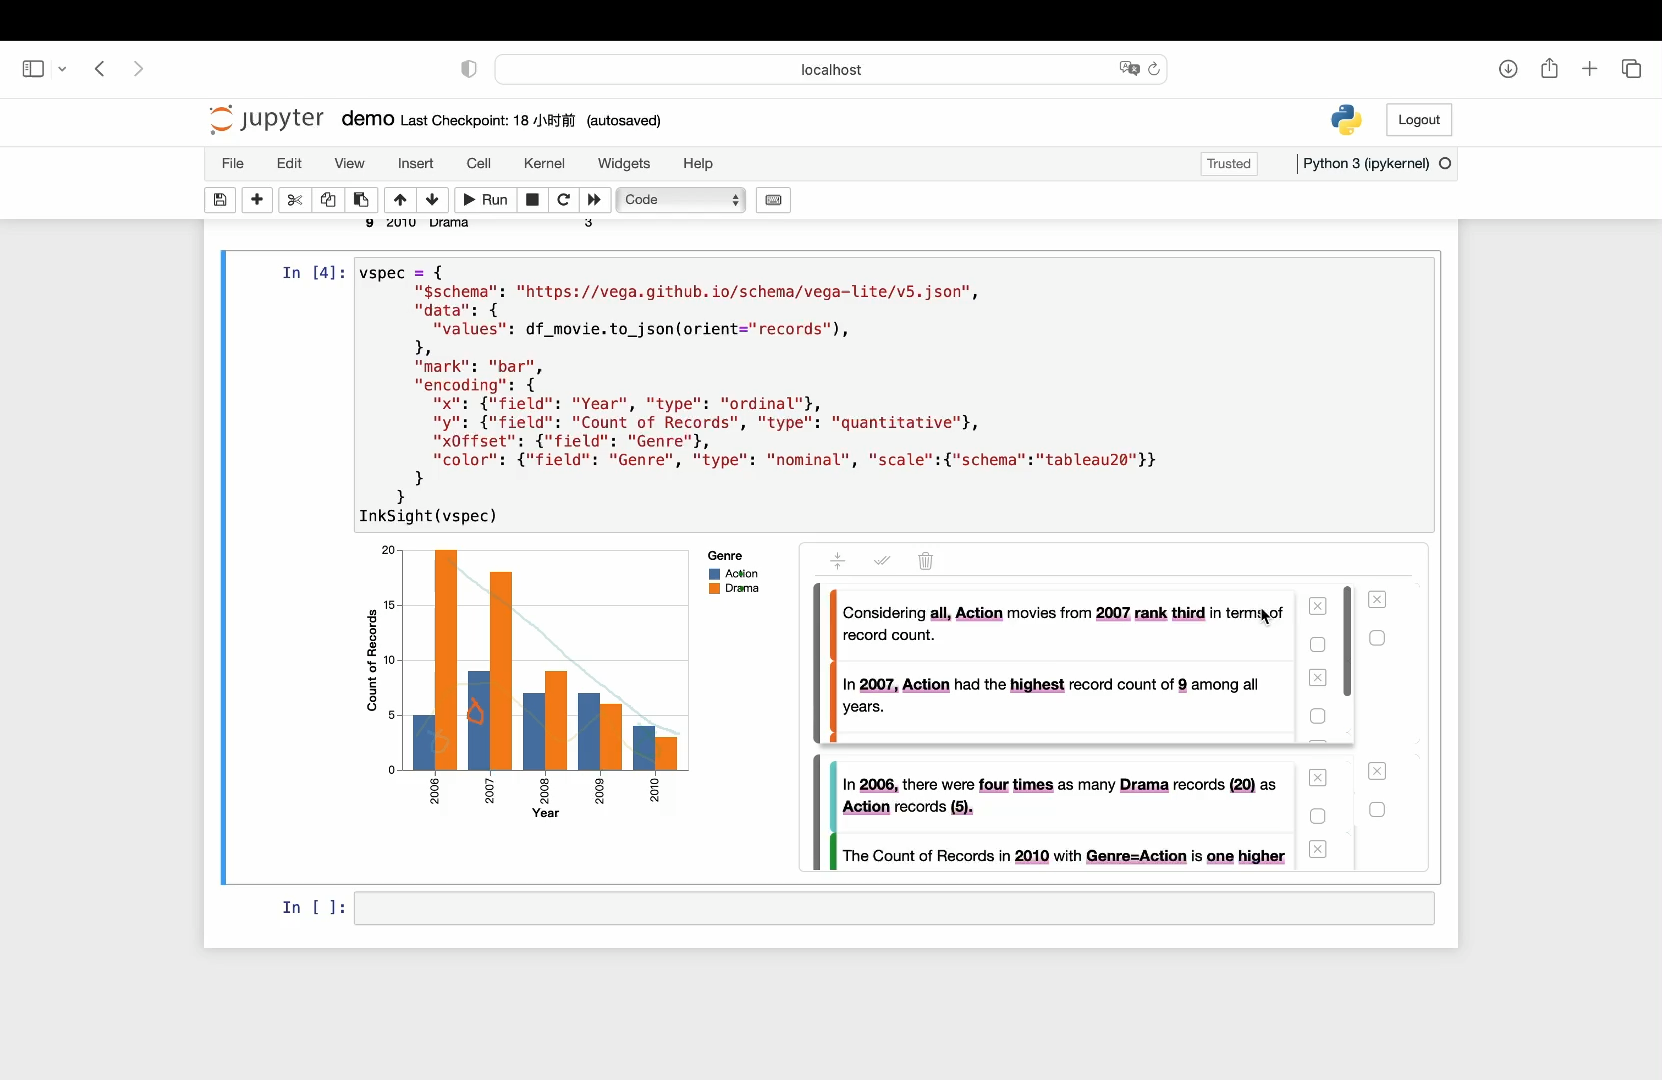 localhost
jupyter demo Last Checkpoint: 18 小时前 (autosaved)
Logout
File Edit View Insert Cell Kernel Widgets Help
Trusted
Python 3 (ipykernel)
Run
Code
9 2010 Drama 3
In [4]:
vspec = {
"$schema": "https://vega.github.io/schema/vega-lite/v5.json",
"data": {
"values": df_movie.to_json(orient="records"),
},
"mark": "bar",
"encoding": {
"x": {"field": "Year", "type": "ordinal"},
"y": {"field": "Count of Records", "type": "quantitative"},
"xOffset": {"field": "Genre"},
"color": {"field": "Genre", "type": "nominal", "scale":{"schema":"tableau20"}}
}
}
InkSight(vspec)
20
15
10
5
0
Count of Records
2006 2007 2008 2009 2010
Year
Genre
Action
Drama
Considering all, Action movies from 2007 rank third in terms of
record count.
In 2007, Action had the highest record count of 9 among all
years.
In 2006, there were four times as many Drama records (20) as
Action records (5).
The Count of Records in 2010 with Genre=Action is one higher
In [ ]: